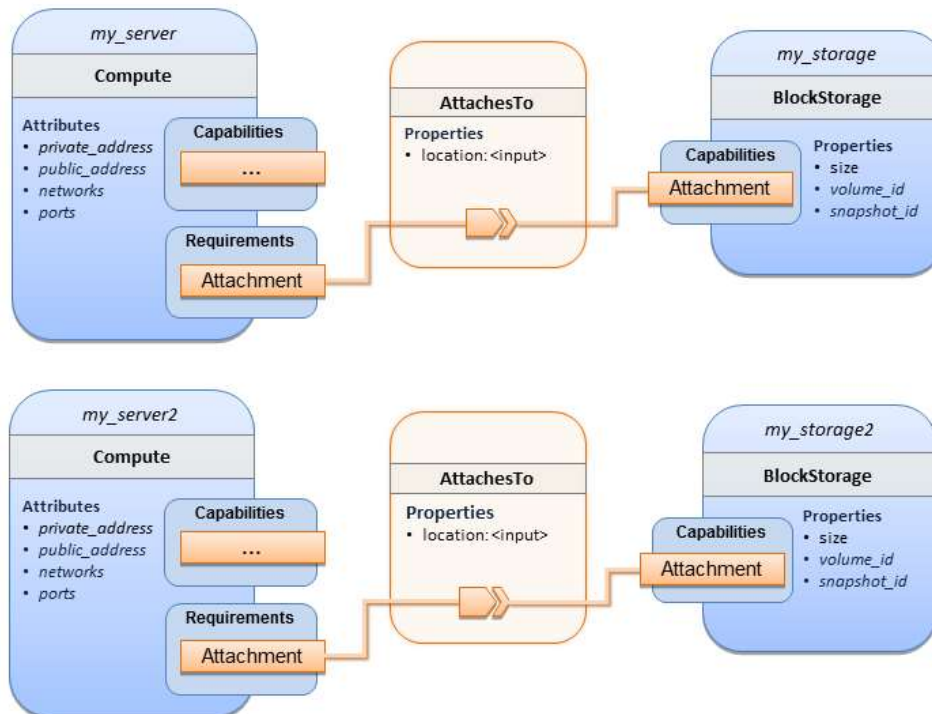 my_server
Compute
Attributes
• private_address
• public_address
• networks
• ports
Capabilities
...
Requirements
Attachment
AttachesTo
Properties
• location: <input>
my_storage
BlockStorage
Capabilities
Attachment
Properties
• size
• volume_id
• snapshot_id
my_server2
Compute
Attributes
• private_address
• public_address
• networks
• ports
Capabilities
...
Requirements
Attachment
AttachesTo
Properties
• location: <input>
my_storage2
BlockStorage
Capabilities
Attachment
Properties
• size
• volume_id
• snapshot_id